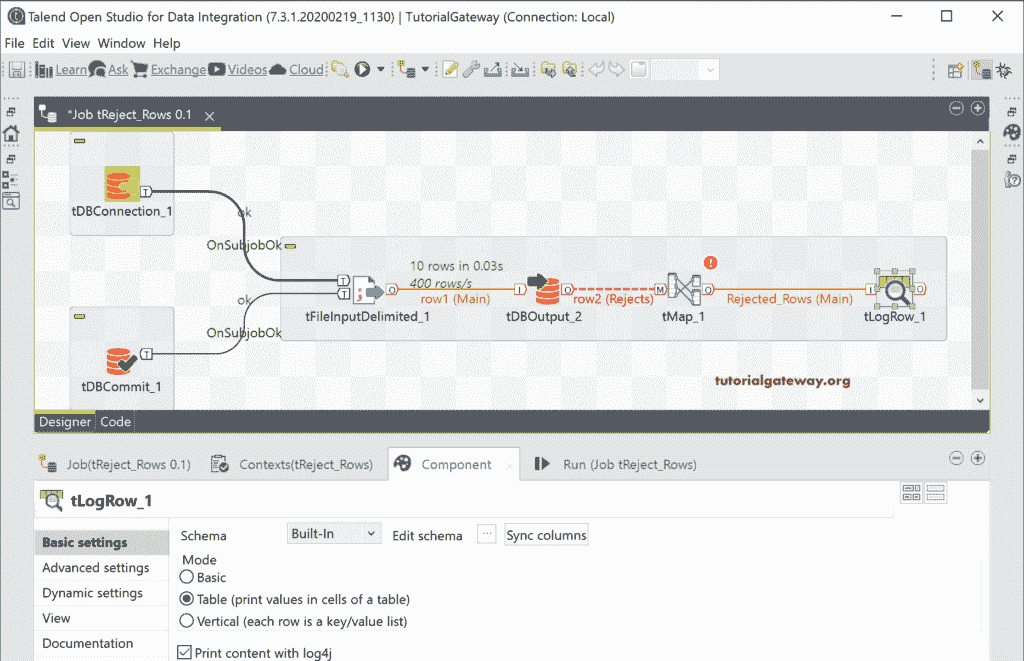 Talend Open Studio for Data Integration (7.3.1.20200219_1130) | TutorialGateway (Connection: Local)
File Edit View Window Help
Learn Ask Exchange Videos Cloud
*Job tReject_Rows 0.1
tDBConnection_1
ok
OnSubjobOk
10 rows in 0.03s
400 rows/s
row1 (Main)
row2 (Rejects)
Rejected_Rows (Main)
tFileInputDelimited_1
tDBOutput_2
tMap_1
tLogRow_1
ok
OnSubjobOk
tDBCommit_1
tutorialgateway.org
Designer Code
Job(tReject_Rows 0.1) Contexts(tReject_Rows) Component Run (Job tReject_Rows)
tLogRow_1
Basic settings
Advanced settings
Dynamic settings
View
Documentation
Schema Built-In Edit schema ... Sync columns
Mode
Basic
Table (print values in cells of a table)
Vertical (each row is a key/value list)
Print content with log4j